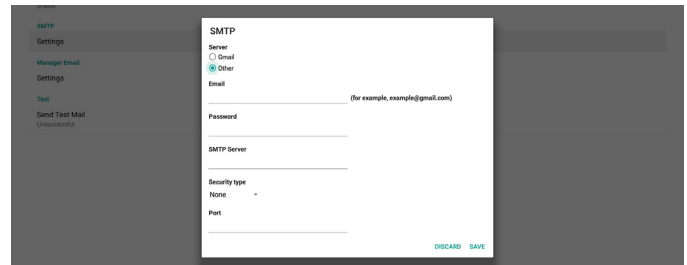 Enable
SMTP
Settings
Manager Email
Settings
Test
Send Test Mail
Unsuccessful
SMTP
Server
Gmail
Other
Email
(for example, example@gmail.com)
Password
SMTP Server
Security type
None
Port
DISCARD SAVE